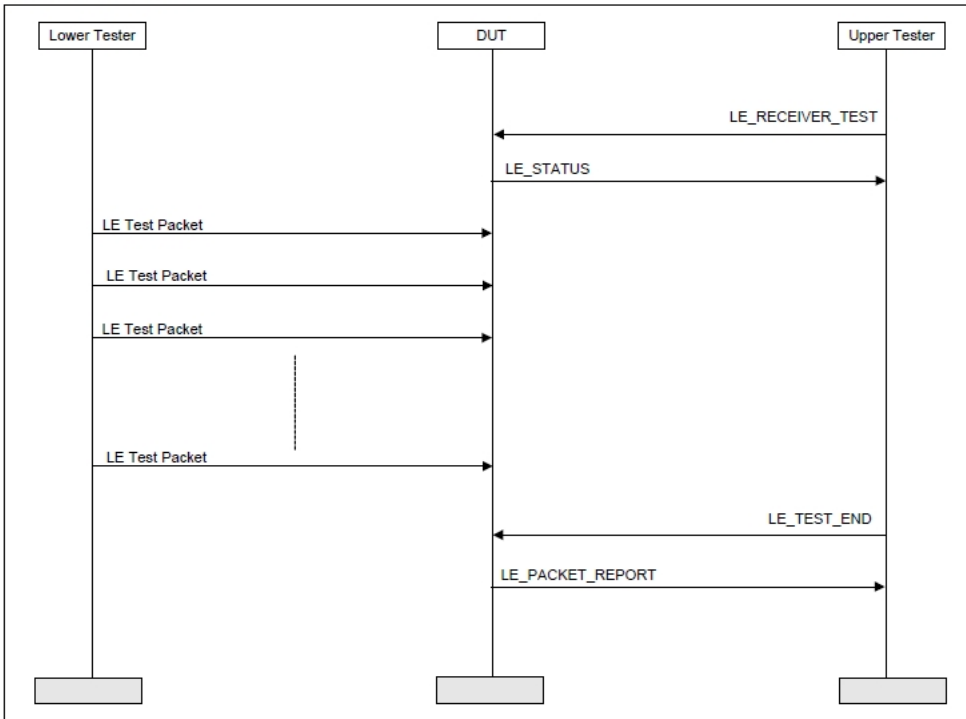 Lower Tester
DUT
Upper Tester
LE_RECEIVER_TEST
LE_STATUS
LE Test Packet
LE Test Packet
LE Test Packet
LE Test Packet
LE_TEST_END
LE_PACKET_REPORT